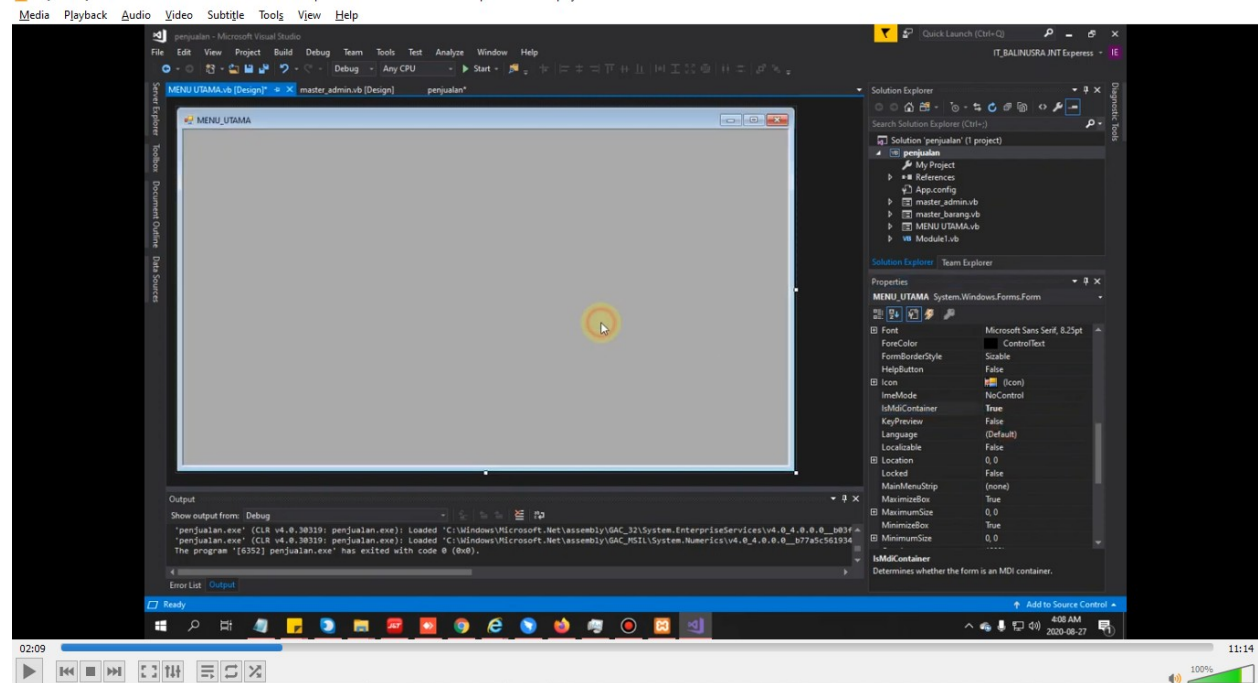 Media Playback Audio Video Subtitle Tools View Help
penjualan - Microsoft Visual Studio
Quick Launch (Ctrl+Q)
File Edit View Project Build Debug Team Tools Test Analyze Window Help
IT_BALINUSRA JNT Experess
IE
Debug Any CPU Start
MENU UTAMA.vb [Design]* master_admin.vb [Design] penjualan*
Server Explorer
Toolbox
Document Outline
Data Sources
MENU_UTAMA
Solution Explorer
Search Solution Explorer (Ctrl+;)
Solution 'penjualan' (1 project)
penjualan
My Project
References
App.config
master_admin.vb
master_barang.vb
MENU UTAMA.vb
VB Module1.vb
Solution Explorer Team Explorer
Diagnostic Tools
Properties
MENU_UTAMA System.Windows.Forms.Form
Font Microsoft Sans Serif, 8.25pt
ForeColor ControlText
FormBorderStyle Sizable
HelpButton False
Icon (Icon)
ImeMode NoControl
IsMdiContainer True
KeyPreview False
Language (Default)
Localizable False
Location 0, 0
Locked False
MainMenuStrip (none)
MaximizeBox True
MaximumSize 0, 0
MinimizeBox True
MinimumSize 0, 0
IsMdiContainer
Determines whether the form is an MDI container.
Output
Show output from: Debug
'penjualan.exe' (CLR v4.0.30319: penjualan.exe): Loaded 'C:\Windows\Microsoft.Net\assembly\GAC_32\System.EnterpriseServices\v4.0_4.0.0.0__b03f
'penjualan.exe' (CLR v4.0.30319: penjualan.exe): Loaded 'C:\Windows\Microsoft.Net\assembly\GAC_MSIL\System.Numerics\v4.0_4.0.0.0__b77a5c561934
The program '[6352] penjualan.exe' has exited with code 0 (0x0).
Error List Output
Ready
Add to Source Control
4:08 AM
2020-08-27
02:09
11:14
100%